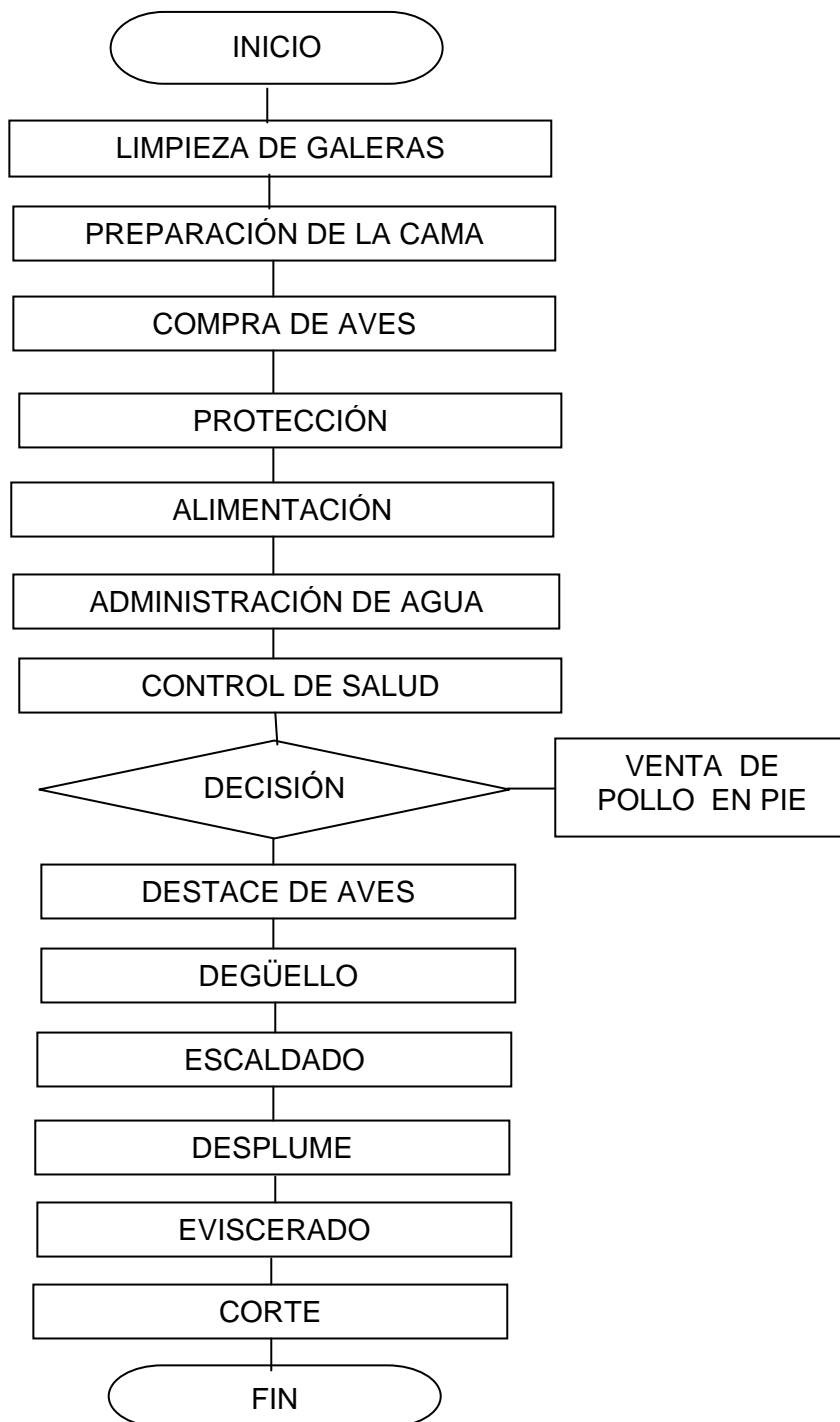 INICIO
LIMPIEZA DE GALERAS
PREPARACIÓN DE LA CAMA
COMPRA DE AVES
PROTECCIÓN
ALIMENTACIÓN
ADMINISTRACIÓN DE AGUA
CONTROL DE SALUD
DECISIÓN
VENTA DE
POLLO EN PIE
DESTACE DE AVES
DEGÜELLO
ESCALDADO
DESPLUME
EVISCERADO
CORTE
FIN